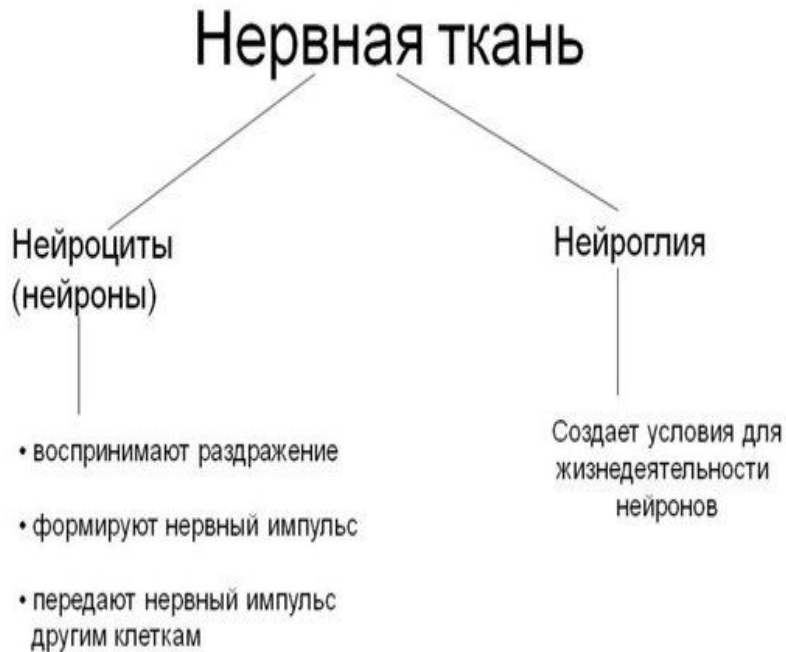 Нервная ткань
Нейроциты
(нейроны)
• воспринимают раздражение
• формируют нервный импульс
• передают нервный импульс
другим клеткам
Нейроглия
Создает условия для
жизнедеятельности
нейронов